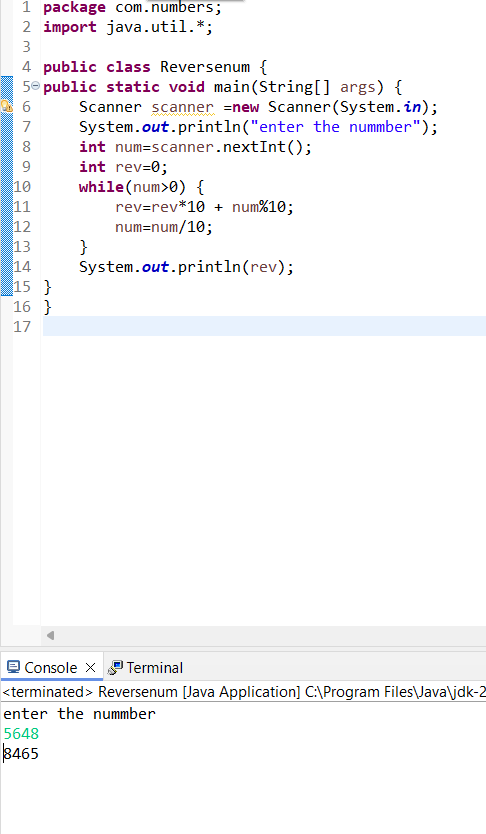 1 package com.numbers;
2 import java.util.*;
3
4 public class Reversenum {
5 public static void main(String[] args) {
6     Scanner scanner =new Scanner(System.in);
7     System.out.println("enter the nummber");
8     int num=scanner.nextInt();
9     int rev=0;
10     while(num>0) {
11         rev=rev*10 + num%10;
12         num=num/10;
13     }
14     System.out.println(rev);
15 }
16 }
17
Console Terminal
<terminated> Reversenum [Java Application] C:\Program Files\Java\jdk-2
enter the nummber
5648
8465